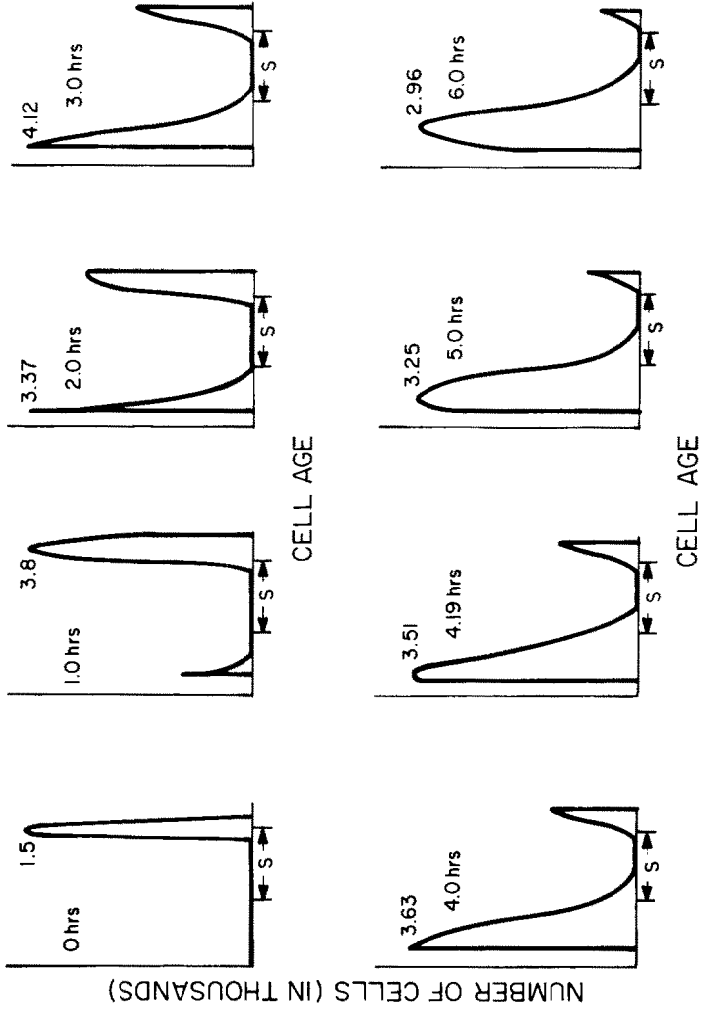 NUMBER OF CELLS (IN THOUSANDS)
1.5
0 hrs
S
3.8
1.0 hrs
S
3.37
2.0 hrs
S
4.12
3.0 hrs
S
CELL AGE
3.63
4.0 hrs
S
3.51
4.19 hrs
S
3.25
5.0 hrs
S
2.96
6.0 hrs
S
CELL AGE